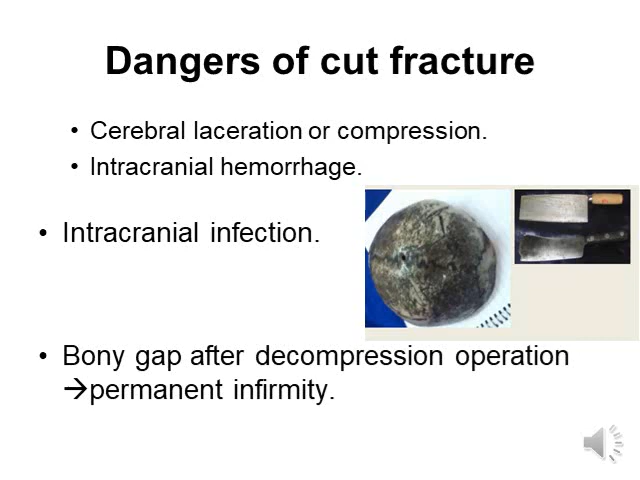 Dangers of cut fracture
• Cerebral laceration or compression.
• Intracranial hemorrhage.
• Intracranial infection.
• Bony gap after decompression operation
→permanent infirmity.